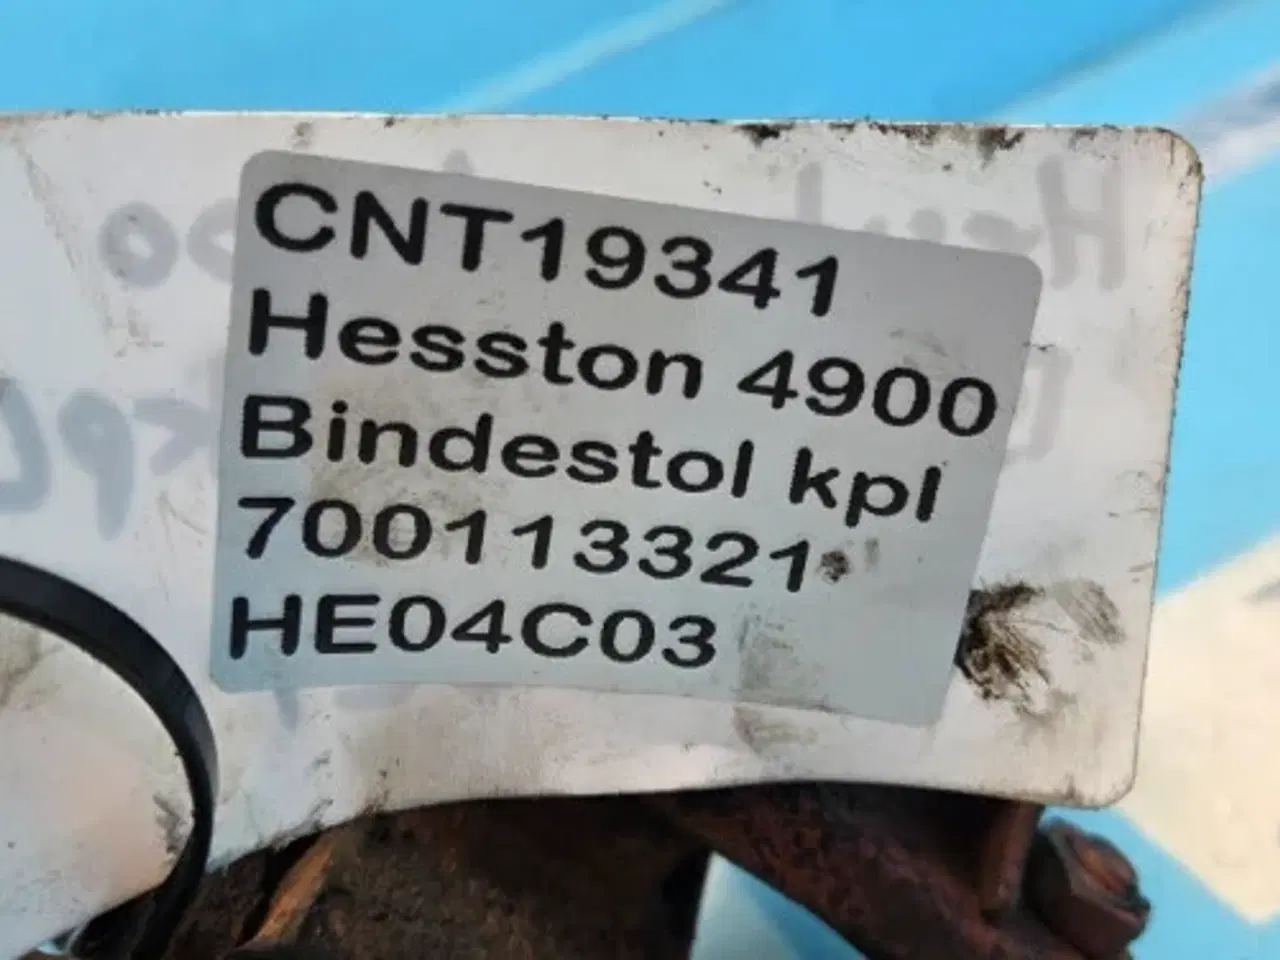 CNT19341
Hesston 4900
Bindestol kpl
700113321
HE04C03